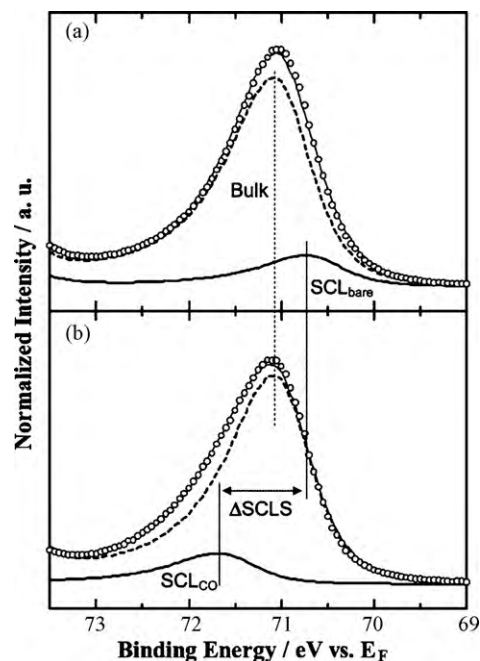 (a)
Bulk
SCLbare
(b)
ΔSCLS
SCLCO
Normalized Intensity / a. u.
73 72 71 70 69
Binding Energy / eV vs. EF